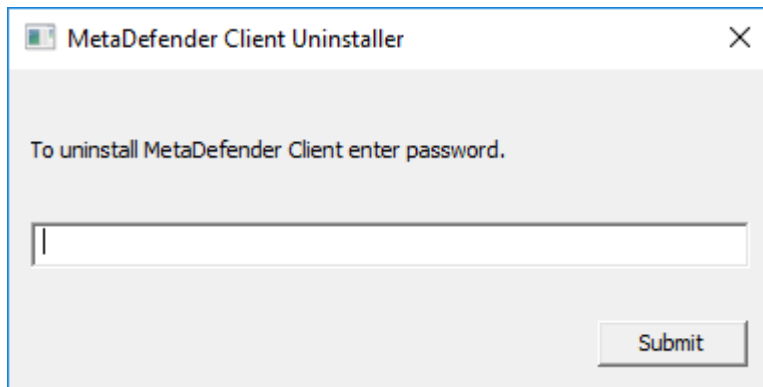 MetaDefender Client Uninstaller
To uninstall MetaDefender Client enter password.
Submit